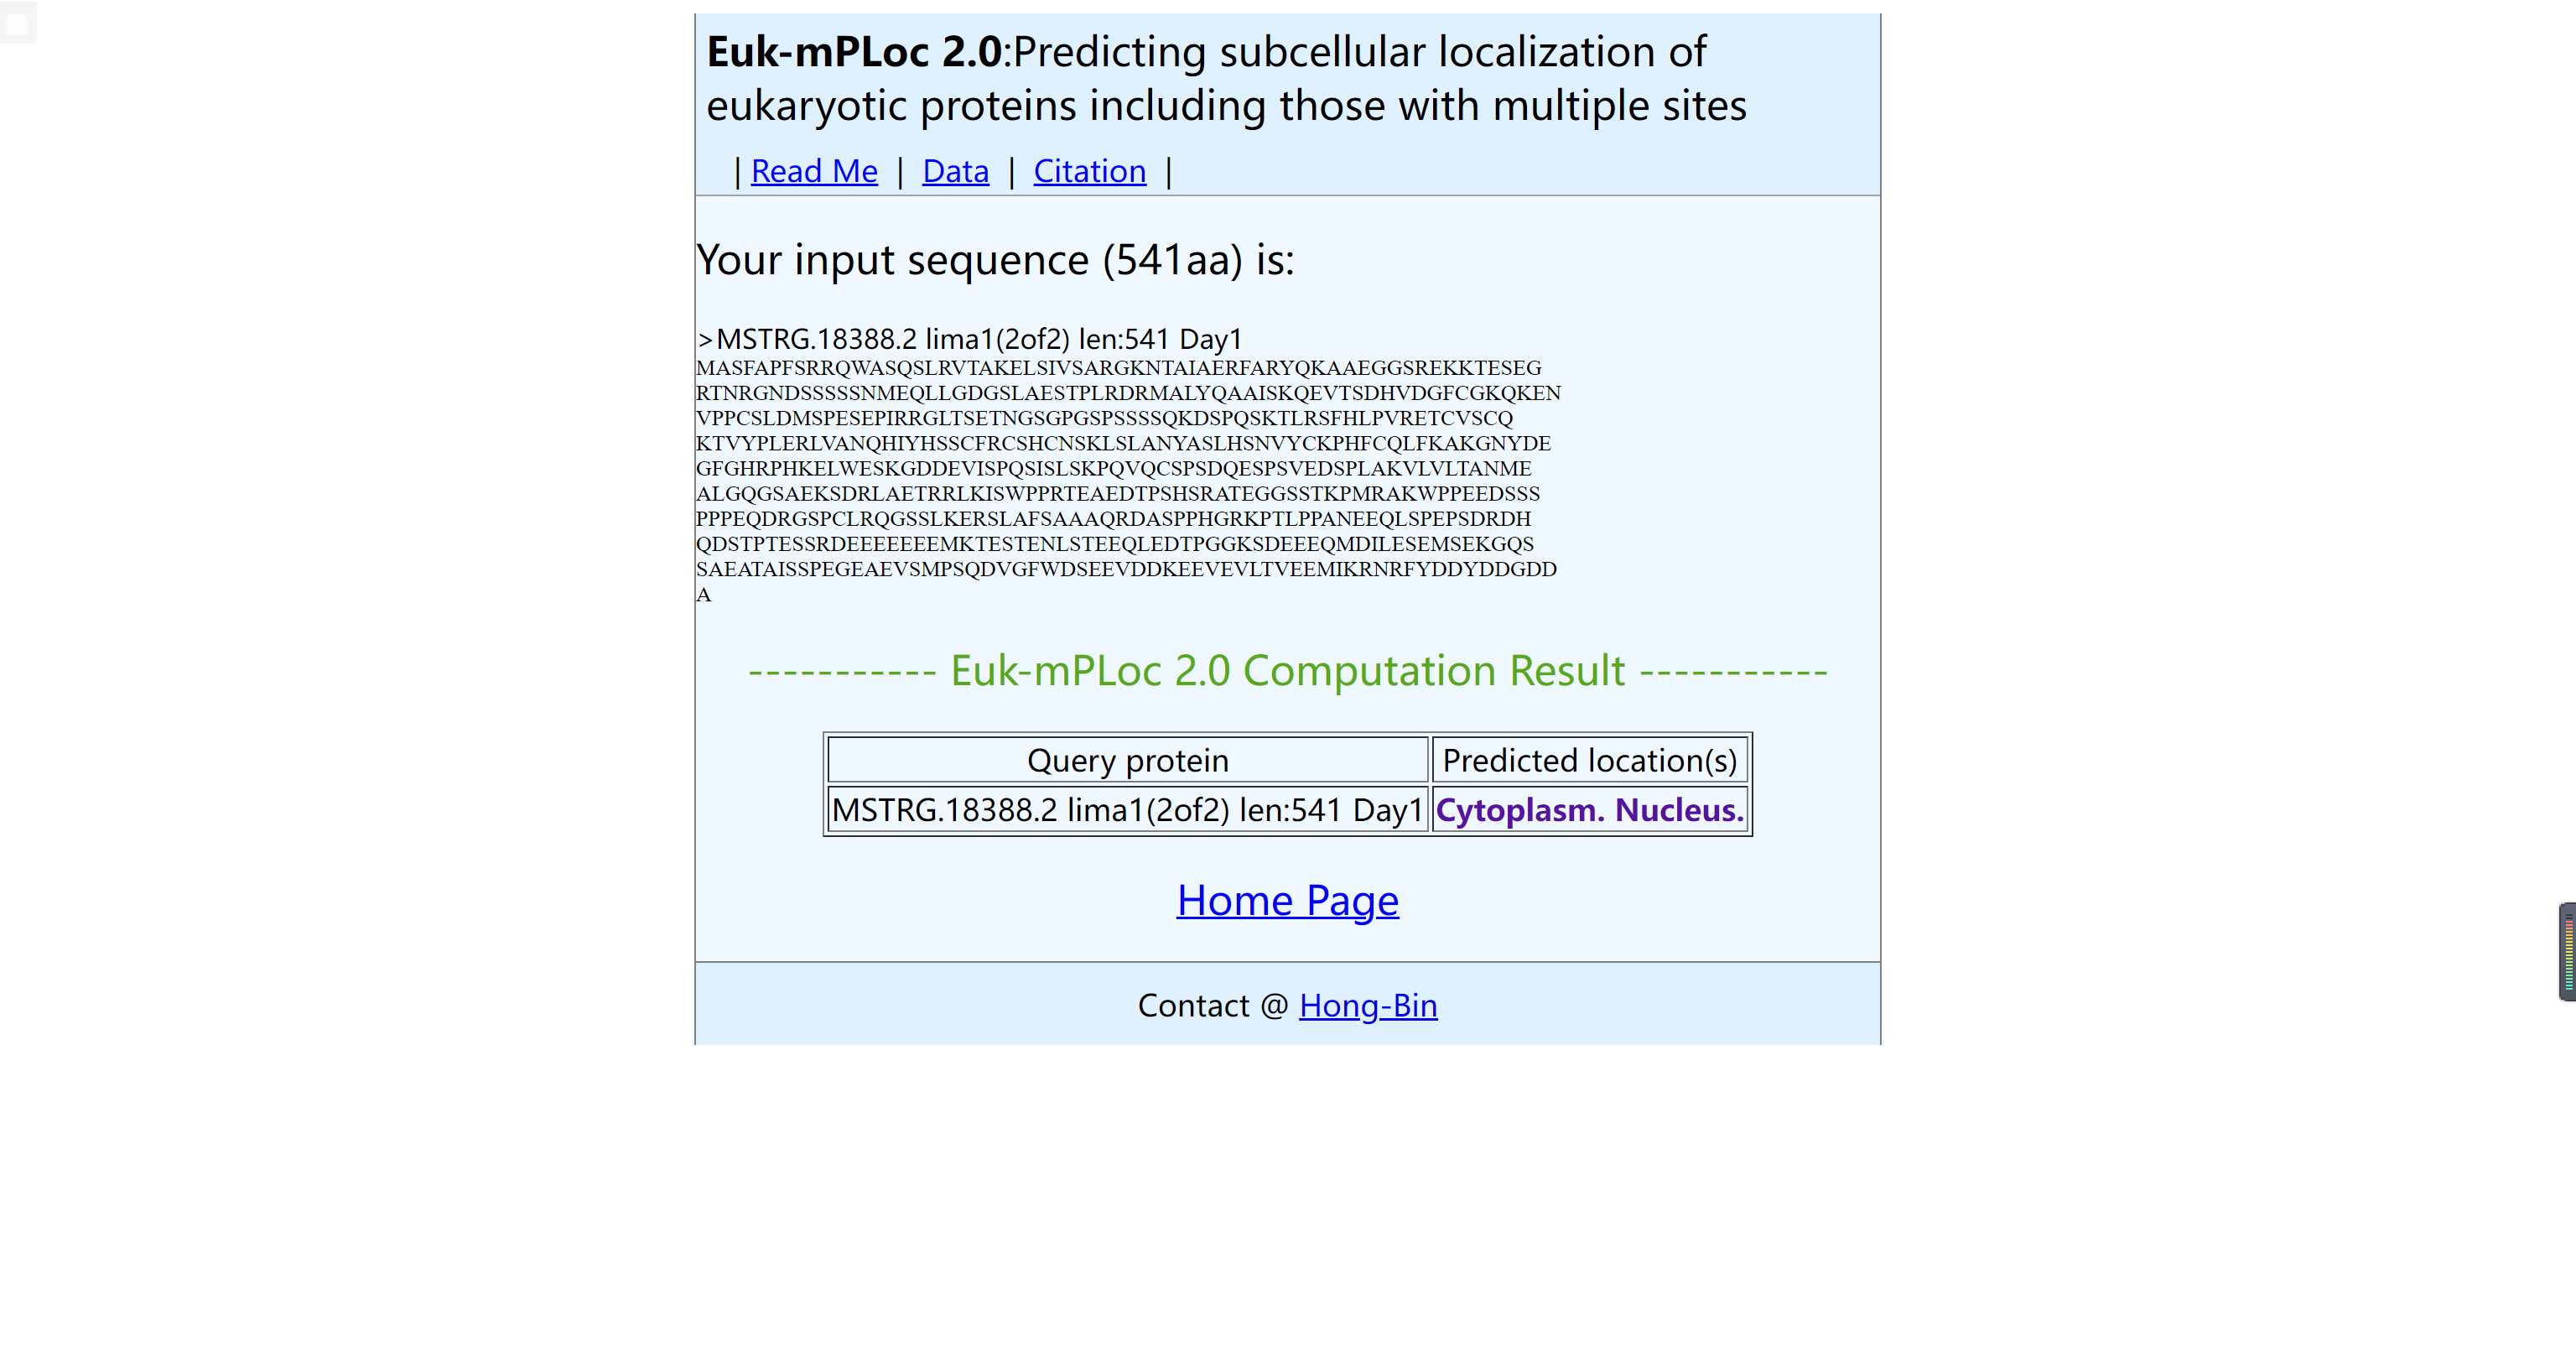 Euk-mPLoc 2.0:Predicting subcellular localization of
eukaryotic proteins including those with multiple sites
| Read Me | Data | Citation |
Your input sequence (541aa) is:
>MSTRG.18388.2 lima1(2of2) len:541 Day1
MASFAPFSRRQWASQSLRVTAKELSIVSARGKNTAIAERFARYQKAAEGGSREKKTESEG
RTNRGNDSSSSSNMEQLLGDGSLAESTPLRDRMALYQAAISKQEVTSDHVDGFCGKQKEN
VPPCSLDMSPESEPIRRGLTSETNGSGPGSPSSSSQKDSPQSKTLRSFHLPVRETCVSCQ
KTVYPLERLVANQHIYHSSCFRCSHCNSKLSLANYASLHSNVYCKPHFCQLFKAKGNYDE
GFGHRPHKELWESKGDDEVISPQSISLSKPQVQCSPSDQESPSVEDSPLAKVLVLTANME
ALGQGSAEKSDRLAETRRLKISWPPRTEAEDTPSHSRATEGGSSTKPMRAKWPPEEDSSS
PPPEQDRGSPCLRQGSSLKERSLAFSAAAQRDASPPHGRKPTLPPANEEQLSPEPSDRDH
QDSTPTESSRDEEEEEEEMKTESTENLSTEEQLEDTPGGKSDEEEQMDILESEMSEKGQS
SAEATAISSPEGEAEVSMPSQDVGFWDSEEVDDKEEVEVLTVEEMIKRNRFYDDYDDGDD
A
----------- Euk-mPLoc 2.0 Computation Result -----------
Query protein Predicted location(s)
MSTRG.18388.2 lima1(2of2) len:541 Day1 Cytoplasm. Nucleus.
Home Page
Contact @ Hong-Bin